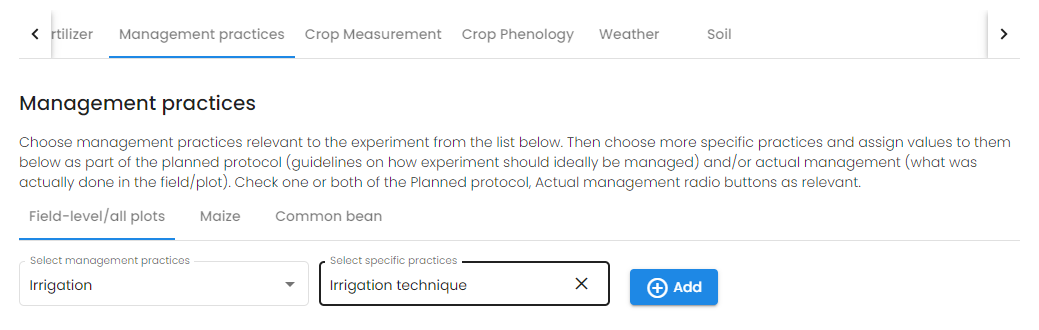 rtilizer Management practices Crop Measurement Crop Phenology Weather Soil
Management practices
Choose management practices relevant to the experiment from the list below. Then choose more specific practices and assign values to them
below as part of the planned protocol (guidelines on how experiment should ideally be managed) and/or actual management (what was
actually done in the field/plot). Check one or both of the Planned protocol, Actual management radio buttons as relevant.
Field-level/all plots Maize Common bean
Select management practices Select specific practices
Irrigation Irrigation technique Add